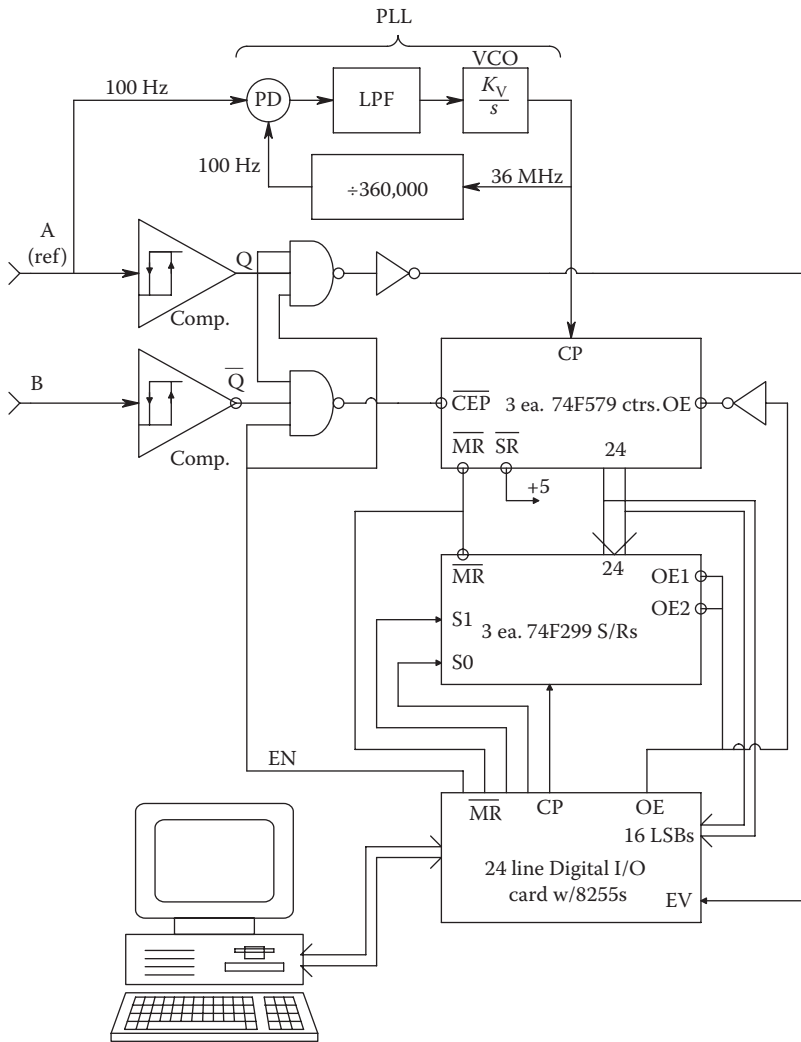 PLL
VCO
100 Hz
PD
LPF
K_V
s
100 Hz
÷360,000
36 MHz
A
(ref)
Q
Comp.
CP
B
Q̅
C̅E̅P̅
3 ea. 74F579 ctrs.
OE
Comp.
M̅R̅
S̅R̅
24
+5
M̅R̅
24
OE1
OE2
S1
3 ea. 74F299 S/Rs
S0
EN
M̅R̅
CP
OE
16 LSBs
24 line Digital I/O
card w/8255s
EV